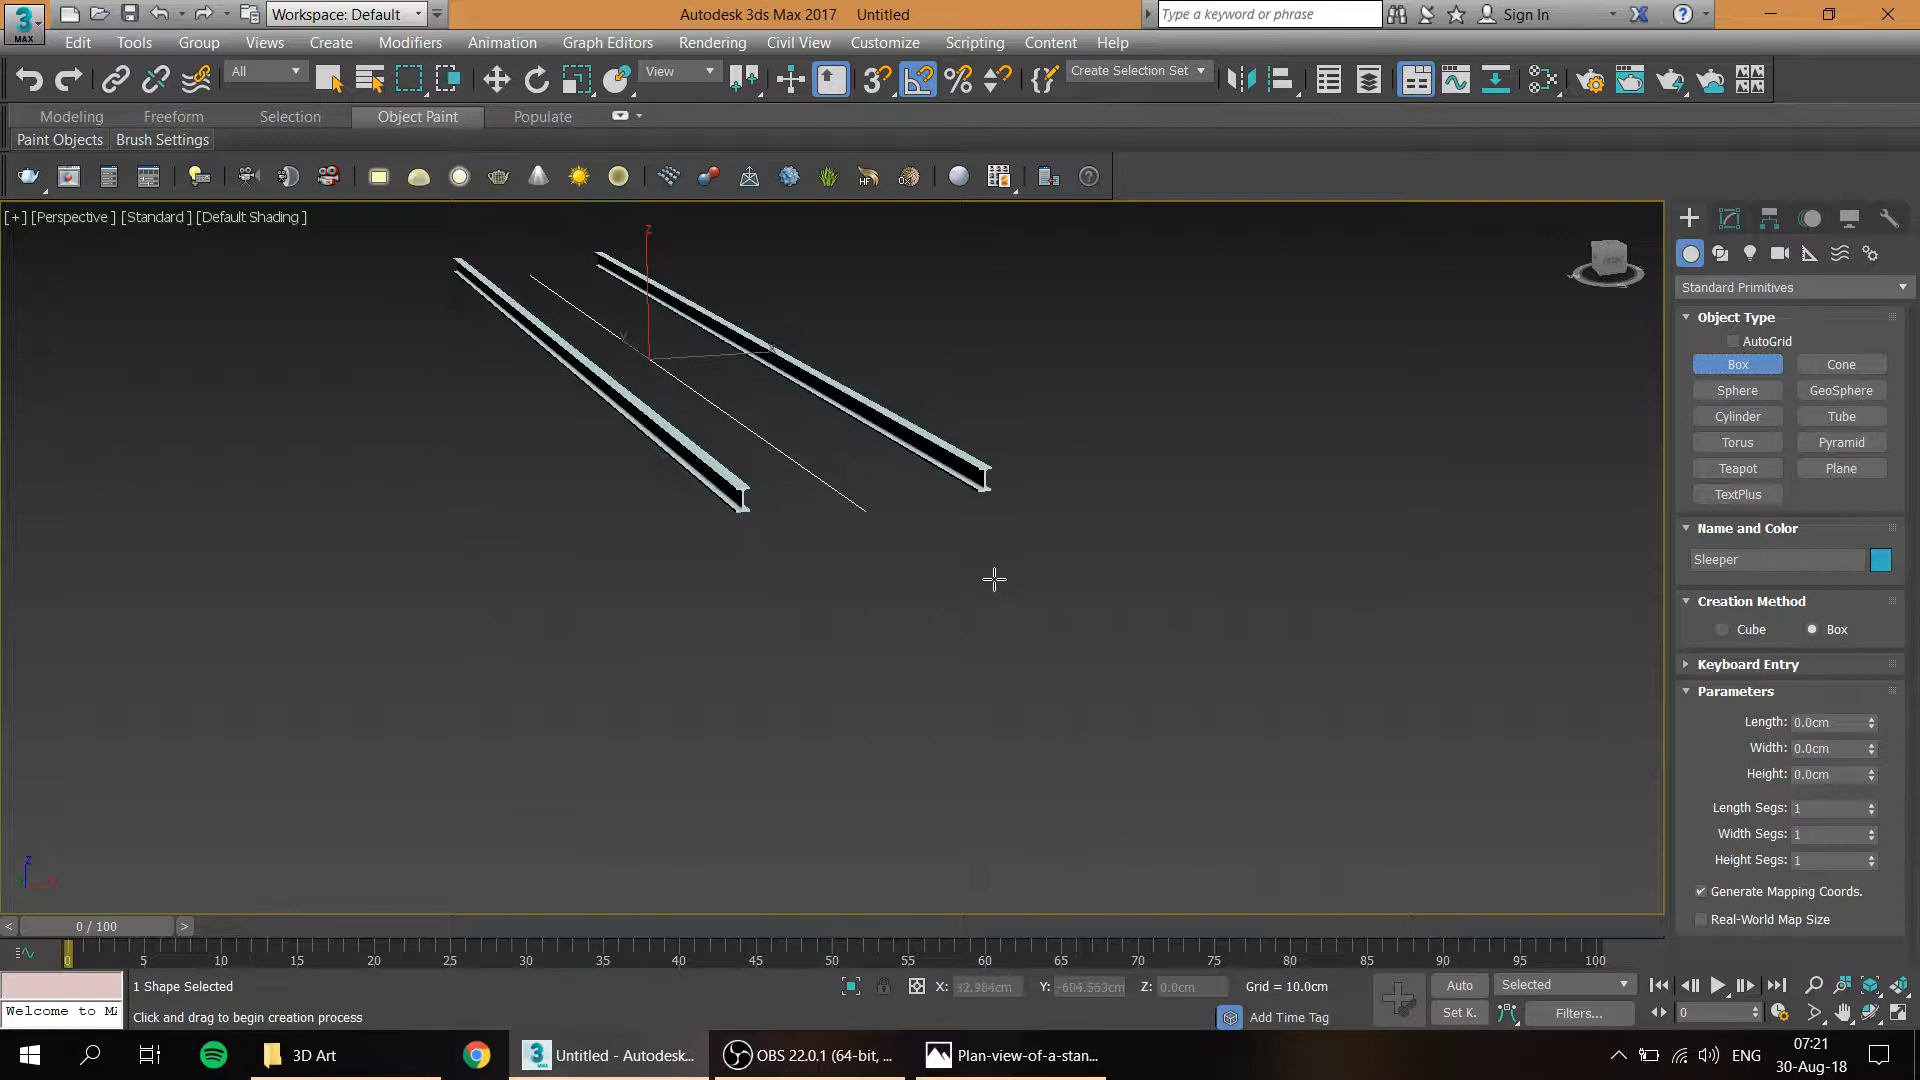 Workspace: Default
Autodesk 3ds Max 2017 Untitled
Type a keyword or phrase
Sign In
3
MAX
Edit Tools Group Views Create Modifiers Animation Graph Editors Rendering Civil View Customize Scripting Content Help
All
View
Create Selection Set
Modeling Freeform Selection Object Paint Populate
Paint Objects Brush Settings
[+] [Perspective ] [Standard ] [Default Shading ]
Standard Primitives
Object Type
AutoGrid
Box Cone
Sphere GeoSphere
Cylinder Tube
Torus Pyramid
Teapot Plane
TextPlus
Name and Color
Sleeper
Creation Method
Cube Box
Keyboard Entry
Parameters
Length: 0.0cm
Width: 0.0cm
Height: 0.0cm
Length Segs: 1
Width Segs: 1
Height Segs: 1
Generate Mapping Coords.
Real-World Map Size
z
z
< 0 / 100 >
0 5 10 15 20 25 30 35 40 45 50 55 60 65 70 75 80 85 90 95 100
1 Shape Selected
X: 32.984cm Y: -604.553cm Z: 0.0cm Grid = 10.0cm
Auto Selected
Welcome to MA
Click and drag to begin creation process
Add Time Tag
Set K. Filters...
0
3D Art
Untitled - Autodesk...
OBS 22.0.1 (64-bit, ...
Plan-view-of-a-stan...
ENG
07:21
30-Aug-18